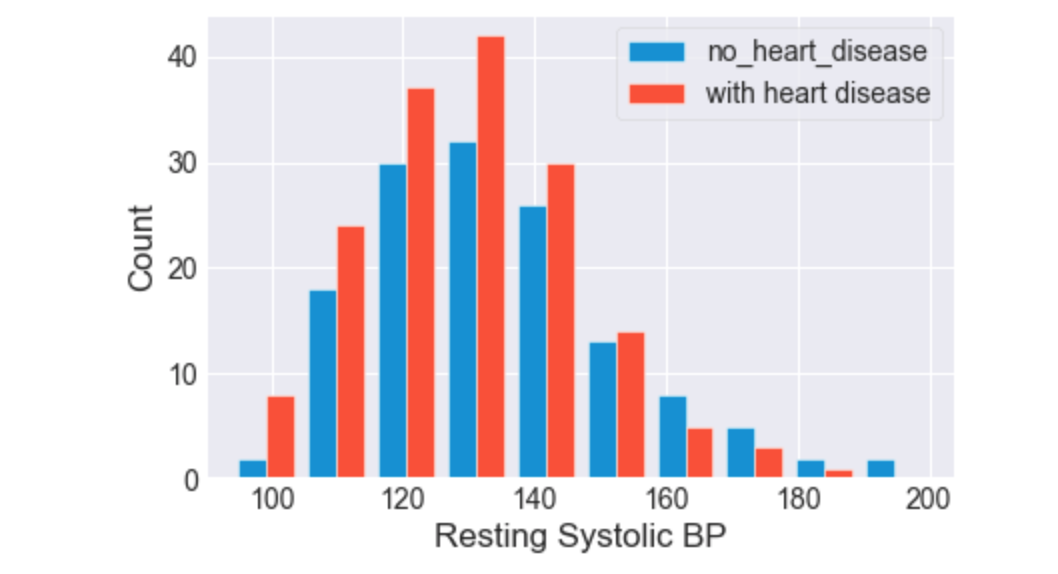 no_heart_disease
with heart disease
40
30
20
10
0
Count
100 120 140 160 180 200
Resting Systolic BP